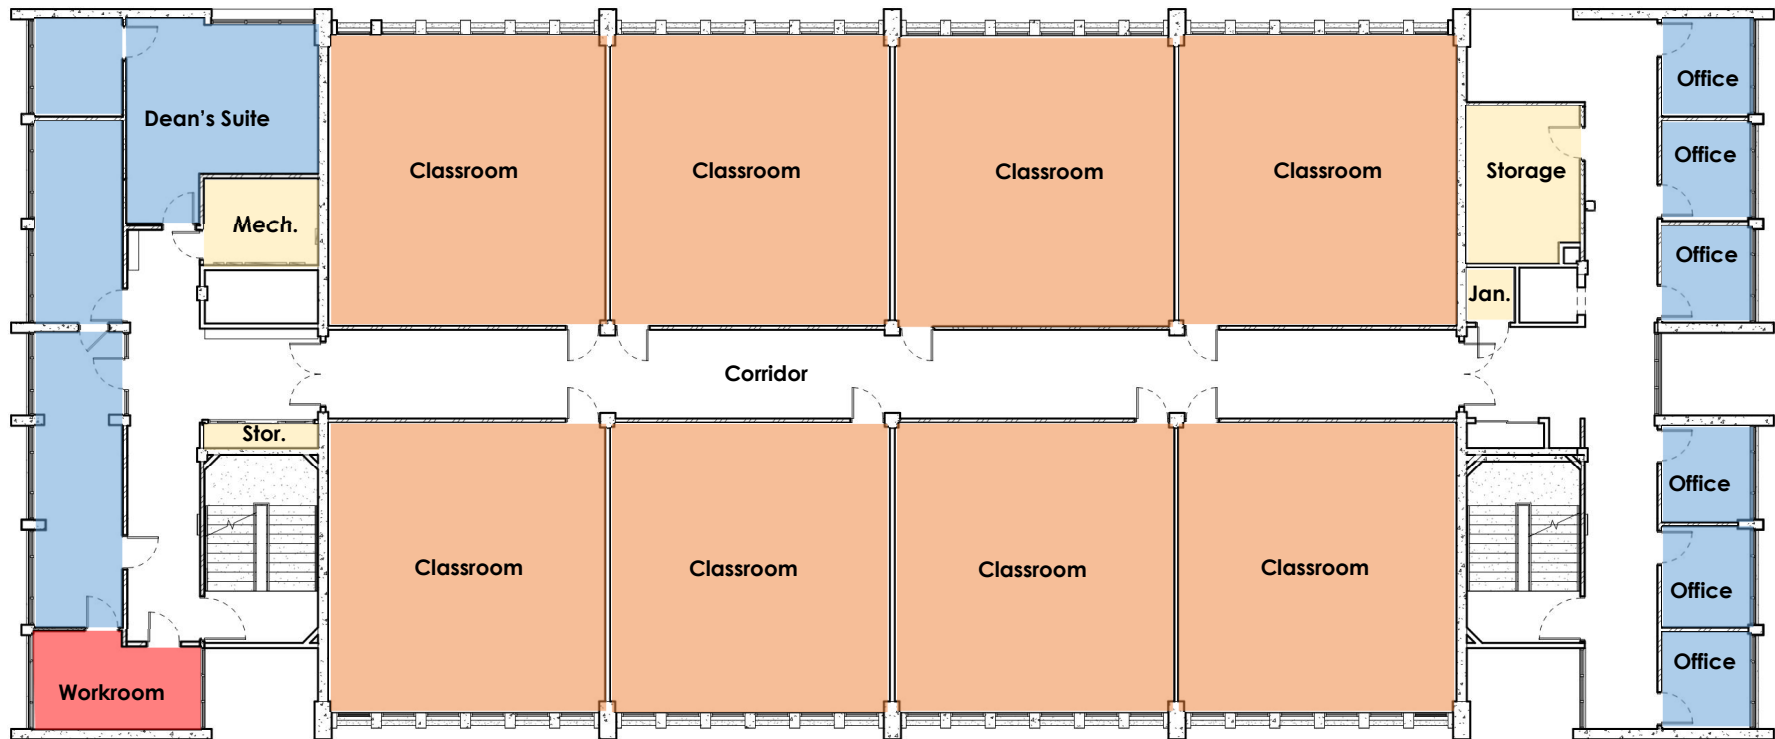 Office
Dean's Suite
Office
Classroom
Classroom
Classroom
Classroom
Storage
Mech.
Office
Jan.
Corridor
Stor.
Office
Classroom
Classroom
Classroom
Classroom
Office
Office
Workroom